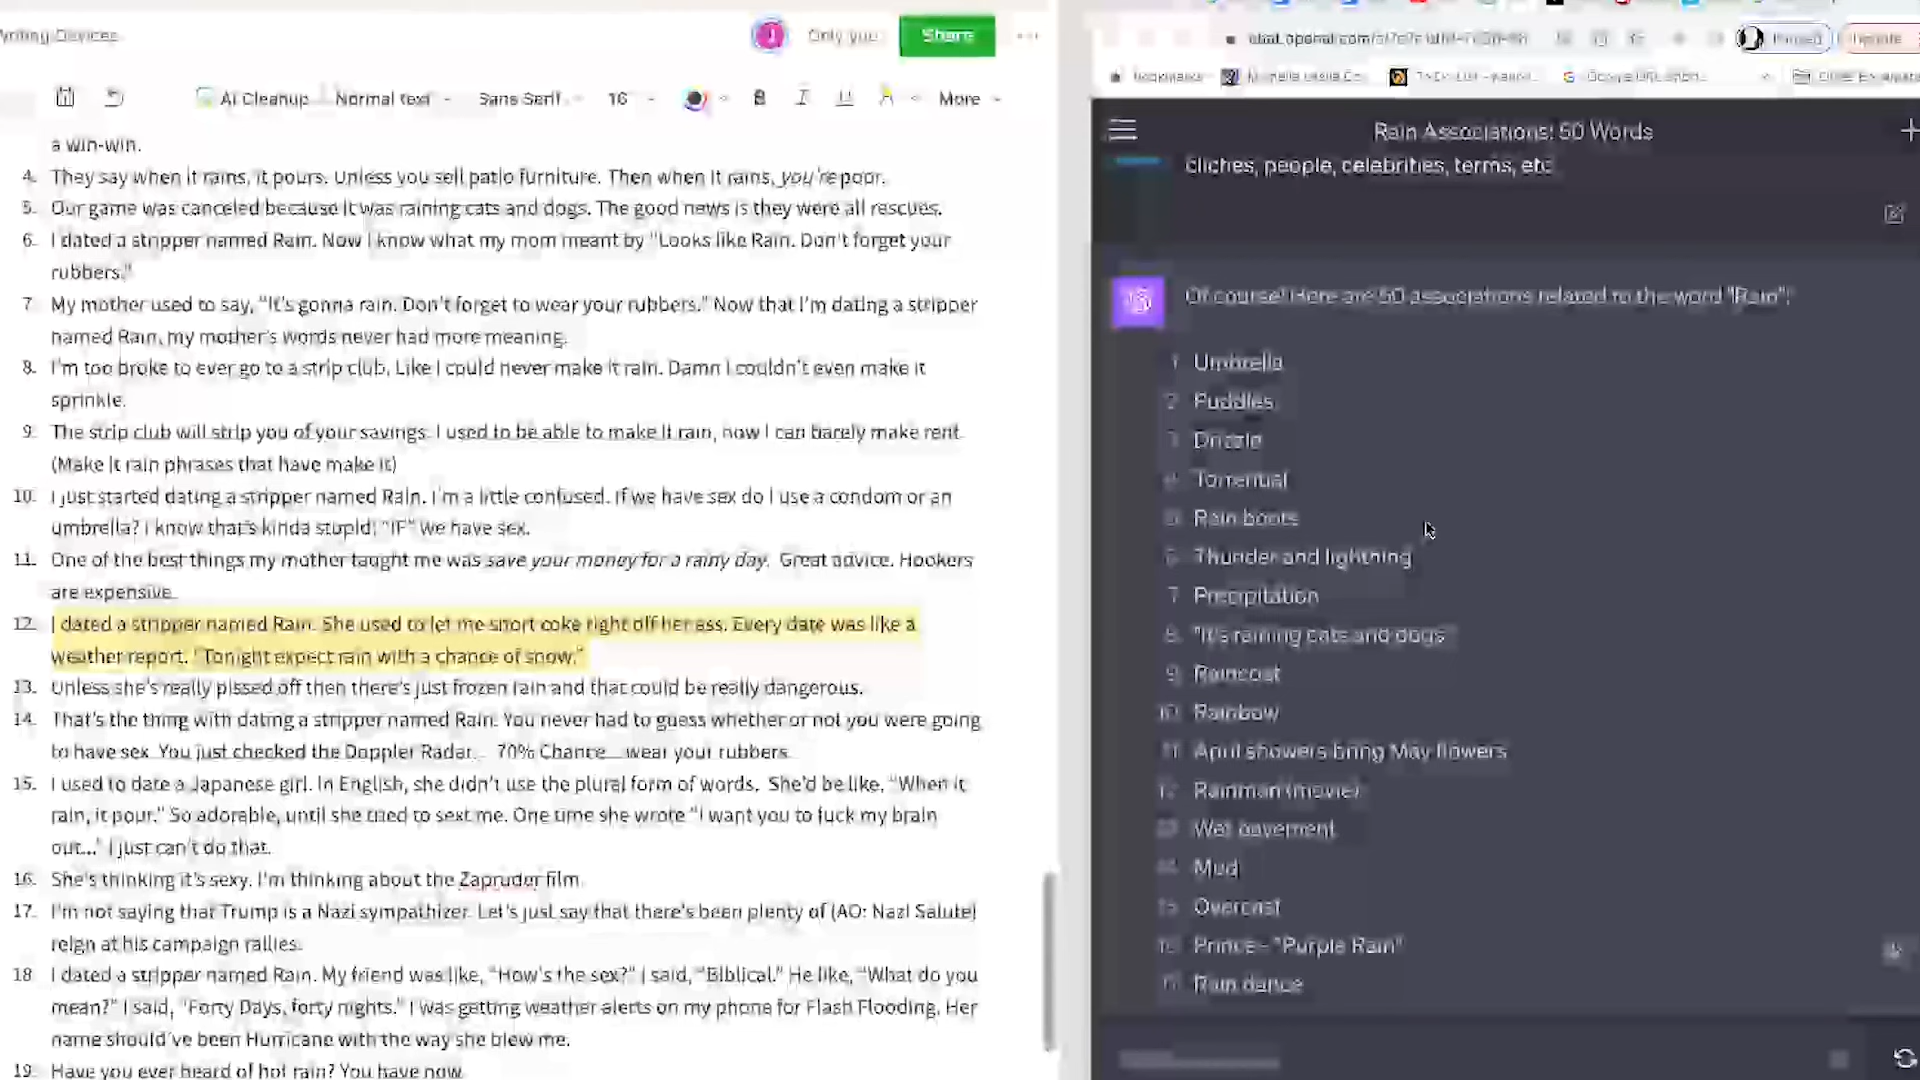 Writing Devices
Only you
Share
AI Cleanup
Normal text
Sans Serif
16
B
I
U
A
More
a win-win.
4. They say when it rains, it pours. Unless you sell patio furniture. Then when it rains, you're poor.
5. Our game was canceled because it was raining cats and dogs. The good news is they were all rescues.
6. I dated a stripper named Rain. Now I know what my mom meant by "Looks like Rain. Don't forget your
rubbers."
7. My mother used to say, "It's gonna rain. Don't forget to wear your rubbers." Now that I'm dating a stripper
named Rain, my mother's words never had more meaning.
8. I'm too broke to ever go to a strip club. Like I could never make it rain. Damn I couldn't even make it
sprinkle.
9. The strip club will strip you of your savings. I used to be able to make it rain, now I can barely make rent.
(Make it rain phrases that have make it)
10. I just started dating a stripper named Rain. I'm a little confused. If we have sex do I use a condom or an
umbrella? I know that's kinda stupid; "IF" we have sex.
11. One of the best things my mother taught me was save your money for a rainy day. Great advice. Hookers
are expensive.
12. I dated a stripper named Rain. She used to let me snort coke right off her ass. Every date was like a
weather report. "Tonight expect rain with a chance of snow."
13. Unless she's really pissed off then there's just frozen rain and that could be really dangerous.
14. That's the thing with dating a stripper named Rain. You never had to guess whether or not you were going
to have sex. You just checked the Doppler Radar... 70% Chance...wear your rubbers.
15. I used to date a Japanese girl. In English, she didn't use the plural form of words. She'd be like, "When it
rain, it pour." So adorable, until she tried to sext me. One time she wrote "I want you to fuck my brain
out..." I just can't do that.
16. She's thinking it's sexy. I'm thinking about the Zapruder film.
17. I'm not saying that Trump is a Nazi sympathizer. Let's just say that there's been plenty of (AO: Nazi Salute)
reign at his campaign rallies.
18. I dated a stripper named Rain. My friend was like, "How's the sex?" I said, "Biblical." He like, "What do you
mean?" I said, "Forty Days, forty nights." I was getting weather alerts on my phone for Flash Flooding. Her
name should've been Hurricane with the way she blew me.
19. Have you ever heard of hot rain? You have now.
Paused
Update
Bookmarks
Rain Associations: 50 Words
Cliches, people, celebrities, terms, etc
Of course! Here are 50 associations related to the word "Rain":
1 Umbrella
2 Puddles
3 Drizzle
4 Torrential
5 Rain boots
6 Thunder and lightning
7 Precipitation
8. "It's raining cats and dogs"
9 Raincoat
10 Rainbow
11 April showers bring May flowers
12 Rainman (movie)
13 Wet pavement
14 Mud
15 Overcast
16 Prince - "Purple Rain"
17 Rain dance